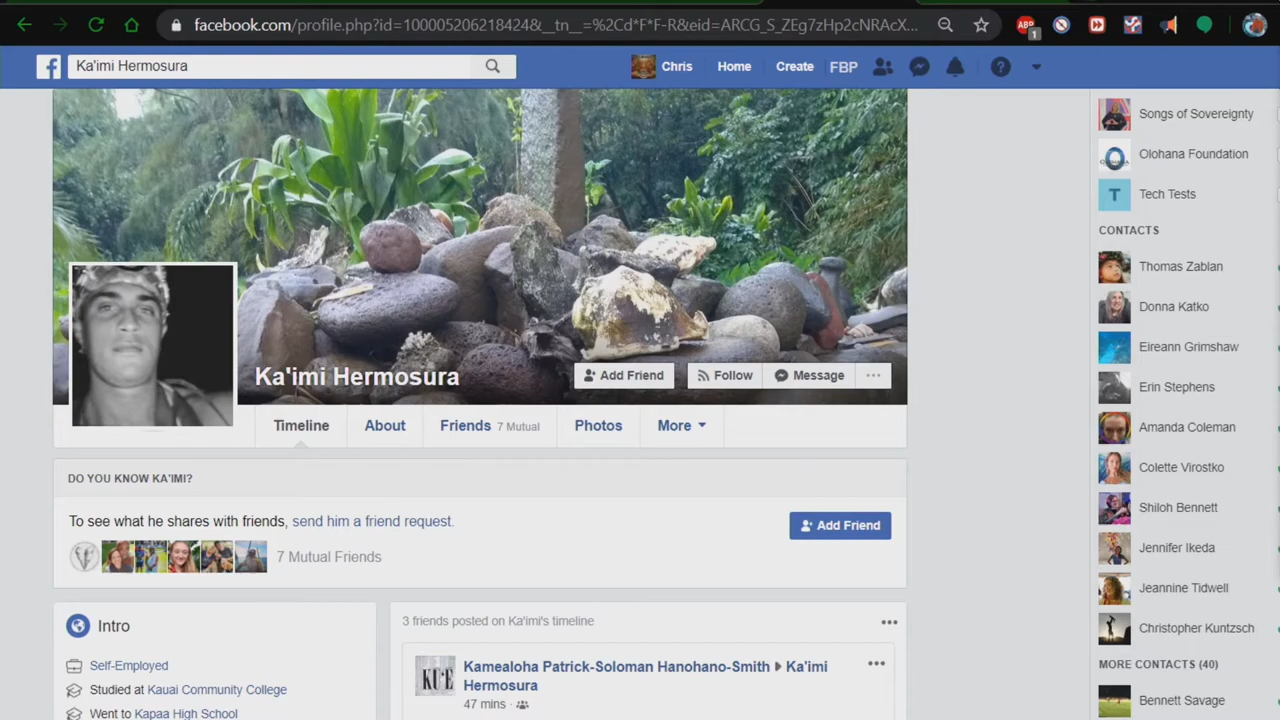 facebook.com/profile.php?id=100005206218424&__tn__=%2Cd*F*F-R&eid=ARCG_S_ZEg7zHp2cNRAcX...
ABP
1
Ka'imi Hermosura
Chris
Home
Create
FBP
Ka'imi Hermosura
Add Friend
Follow
Message
Timeline
About
Friends 7 Mutual
Photos
More
DO YOU KNOW KA'IMI?
To see what he shares with friends, send him a friend request.
Add Friend
7 Mutual Friends
Intro
Self-Employed
Studied at Kauai Community College
Went to Kapaa High School
3 friends posted on Ka'imi's timeline
KU'E
Kamealoha Patrick-Soloman Hanohano-Smith ▸ Ka'imi
Hermosura
47 mins
Songs of Sovereignty
Olohana Foundation
T
Tech Tests
CONTACTS
Thomas Zablan
Donna Katko
Eireann Grimshaw
Erin Stephens
Amanda Coleman
Colette Virostko
Shiloh Bennett
Jennifer Ikeda
Jeannine Tidwell
Christopher Kuntzsch
MORE CONTACTS (40)
Bennett Savage